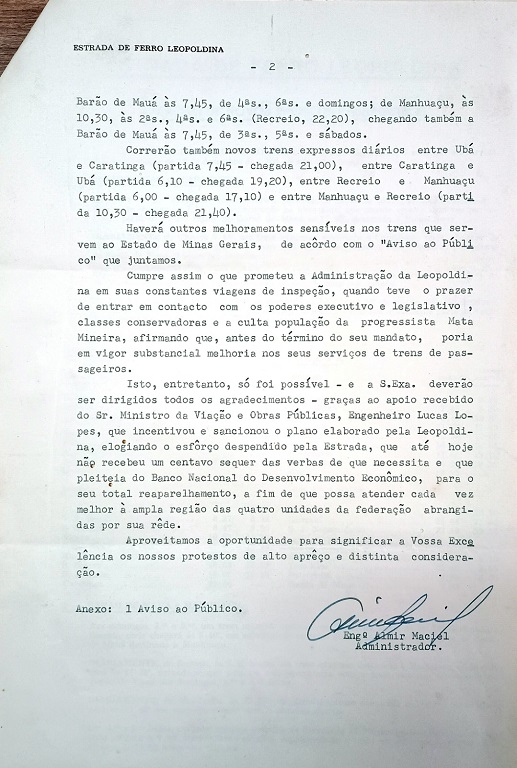 ESTRADA DE FERRO LEOPOLDINA
- 2 -
Barão de Mauá às 7,45, de 4ªs., 6ªs. e domingos; de Manhuaçu, às
10,30, às 2ªs., 4ªs. e 6ªs. (Recreio, 22,20), chegando também a
Barão de Mauá às 7,45, de 3ªs., 5ªs. e sábados.
Correrão também novos trens expressos diários entre Ubá
e Caratinga (partida 7,45 - chegada 21,00), entre Caratinga e
Ubá (partida 6,10 - chegada 19,20), entre Recreio e Manhuaçu
(partida 6,00 - chegada 17,10) e entre Manhuaçu e Recreio (parti
da 10,30 - chegada 21,40).
Haverá outros melhoramentos sensíveis nos trens que ser-
vem ao Estado de Minas Gerais, de acôrdo com o "Aviso ao Públi
co" que juntamos.
Cumpre assim o que prometeu a Administração da Leopoldi-
na em suas constantes viagens de inspeção, quando teve o prazer
de entrar em contacto com os poderes executivo e legislativo ,
classes conservadoras e a culta população da progressista Mata
Mineira, afirmando que, antes do término do seu mandato, poria
em vigor substancial melhoria nos seus serviços de trens de pas-
sageiros.
Isto, entretanto, só foi possível - e a S.Exa. deverão
ser dirigidos todos os agradecimentos - graças ao apoio recebido
do Sr. Ministro da Viação e Obras Públicas, Engenheiro Lucas Lo-
pes, que incentivou e sancionou o plano elaborado pela Leopoldi-
na, elogiando o esfôrço despendido pela Estrada, que até hoje
não recebeu um centavo sequer das verbas de que necessita e que
pleiteia do Banco Nacional do Desenvolvimento Econômico, para o
seu total reaparelhamento, a fim de que possa atender cada vez
melhor à ampla região das quatro unidades da federação abrangi-
das por sua rêde.
Aproveitamos a oportunidade para significar a Vossa Exce
lência os nossos protestos de alto aprêço e distinta considera-
ção.
Anexo: 1 Aviso ao Público.
Engº Almir Maciel
Administrador.